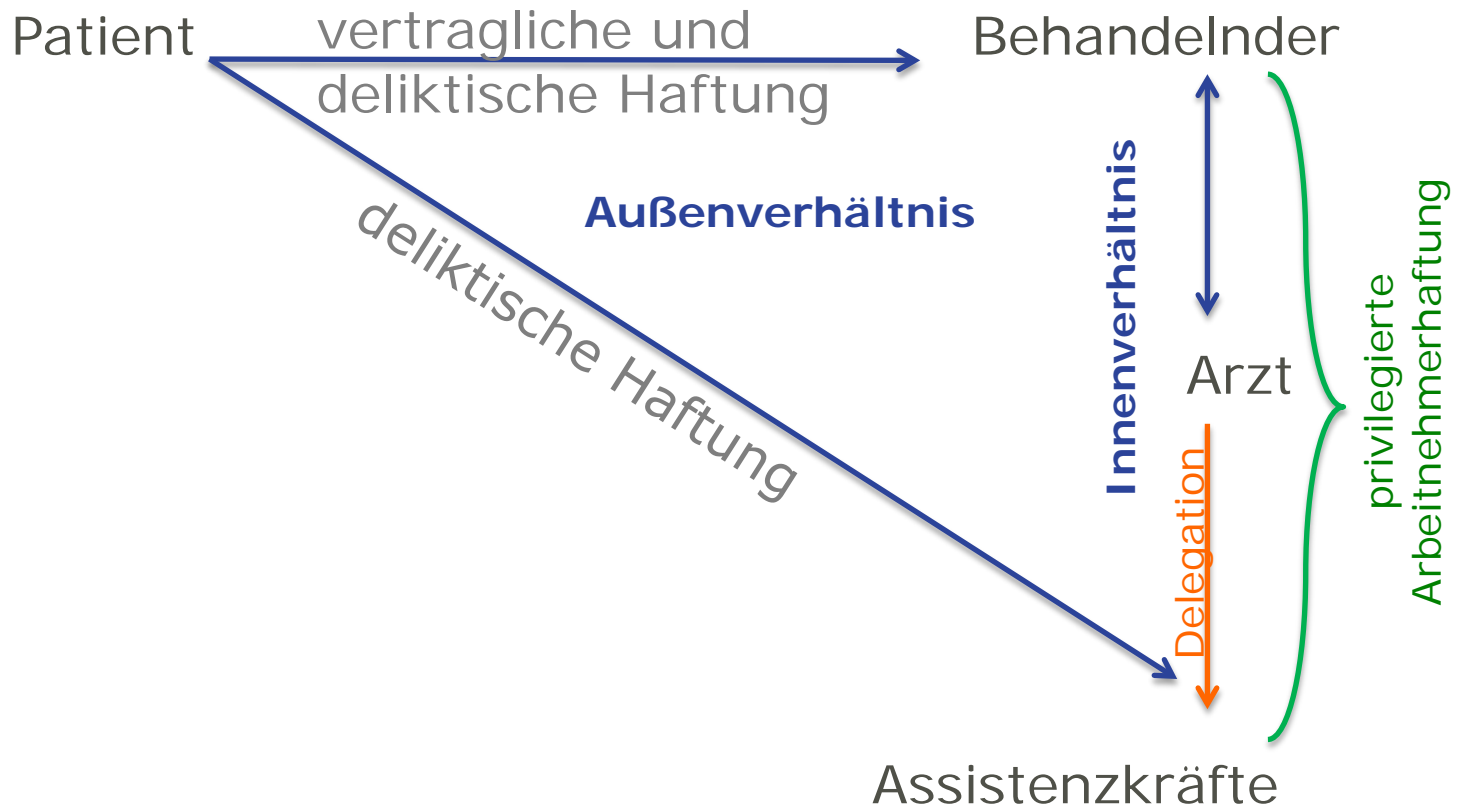 Patient
vertragliche und
deliktische Haftung
Behandelnder
Außenverhältnis
deliktische Haftung
Innenverhältnis
Arzt
Delegation
privilegierte
Arbeitnehmerhaftung
Assistenzkräfte